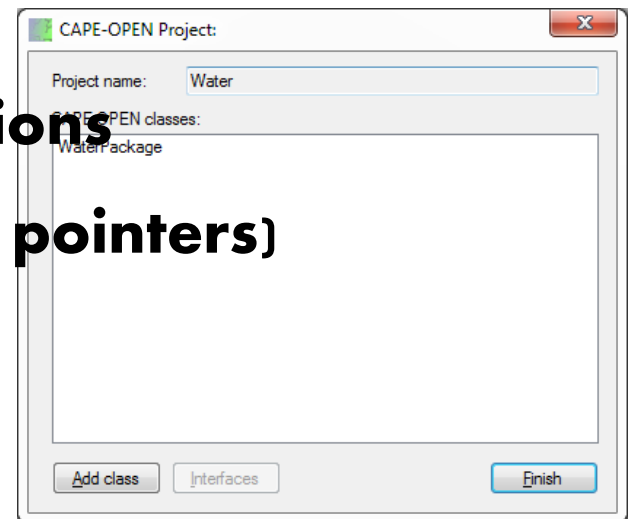 CAPE-OPEN Project:
Project name: Water
CAPE-OPEN classes:
ions
WaterPackage
pointers)
Add class Interfaces Finish